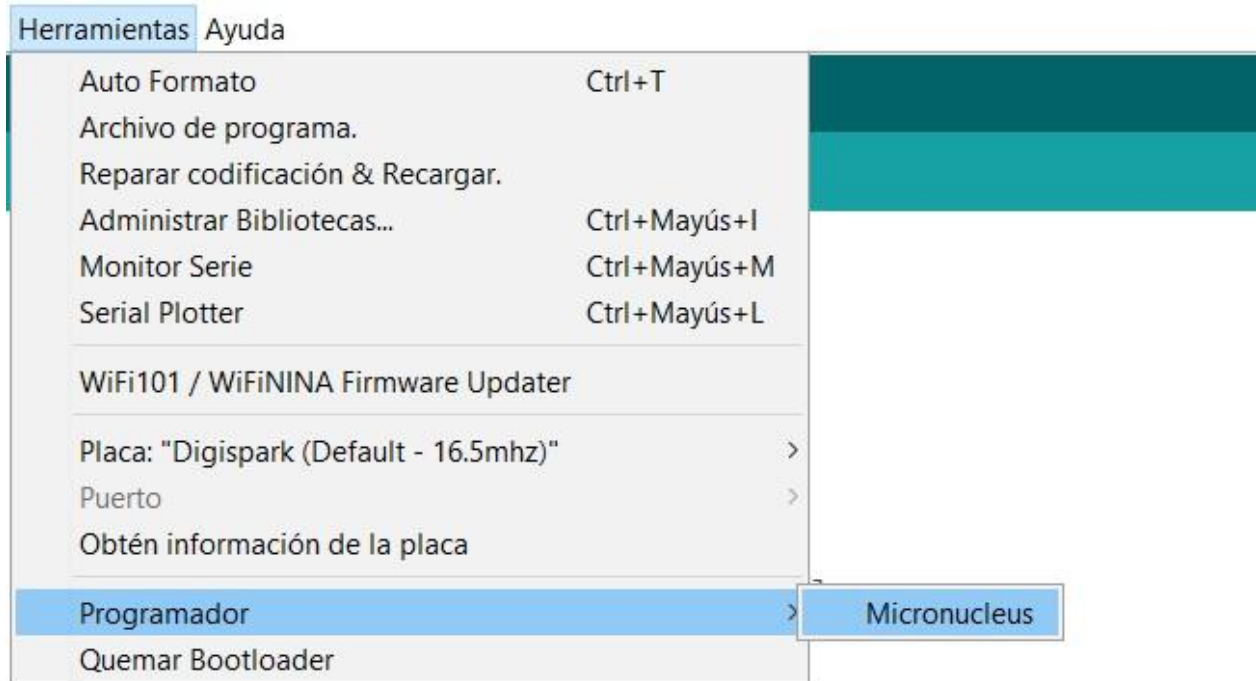 Herramientas Ayuda
Auto Formato Ctrl+T
Archivo de programa.
Reparar codificación & Recargar.
Administrar Bibliotecas... Ctrl+Mayús+I
Monitor Serie Ctrl+Mayús+M
Serial Plotter Ctrl+Mayús+L
WiFi101 / WiFiNINA Firmware Updater
Placa: "Digispark (Default - 16.5mhz)"
Puerto
Obtén información de la placa
Programador Micronucleus
Quemar Bootloader